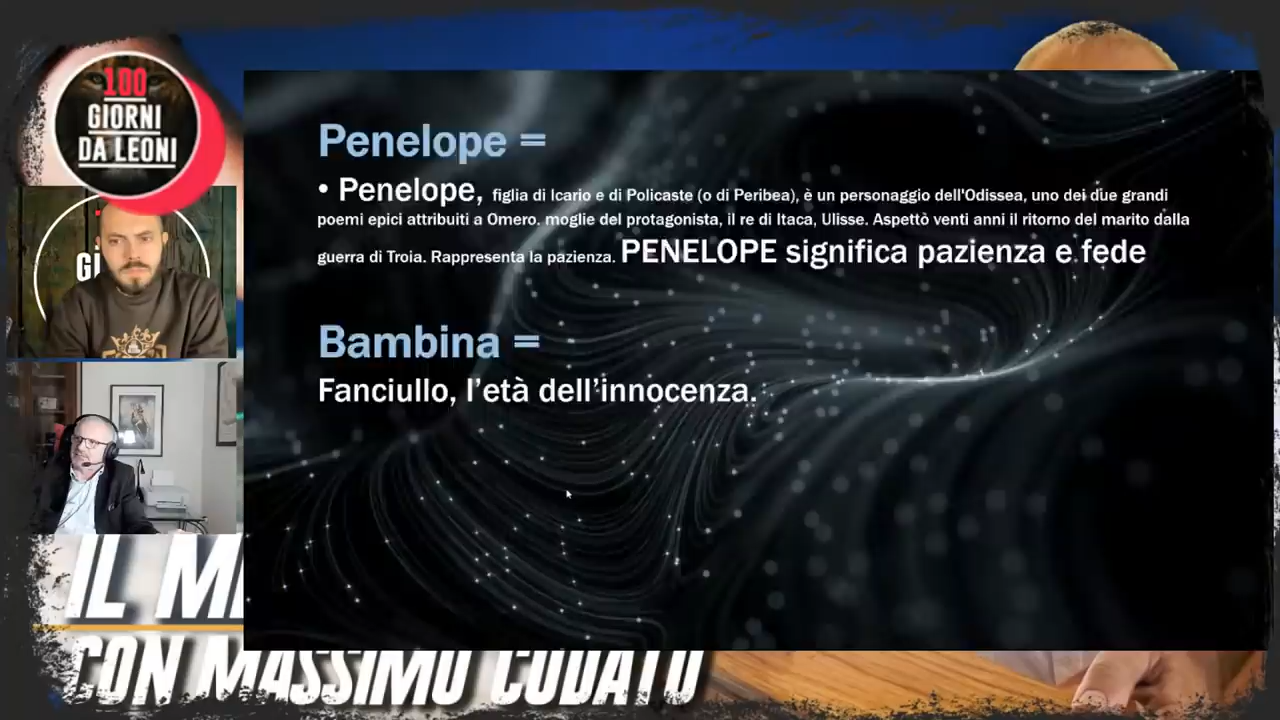 100
GIORNI
DA LEONI
Penelope =
• Penelope, figlia di Icario e di Policaste (o di Peribea), è un personaggio dell'Odissea, uno dei due grandi
poemi epici attribuiti a Omero. moglie del protagonista, il re di Itaca, Ulisse. Aspettò venti anni il ritorno del marito dalla
guerra di Troia. Rappresenta la pazienza. PENELOPE significa pazienza e fede
Bambina =
Fanciullo, l’età dell’innocenza.
IL M
CON MASSIMO CODATO